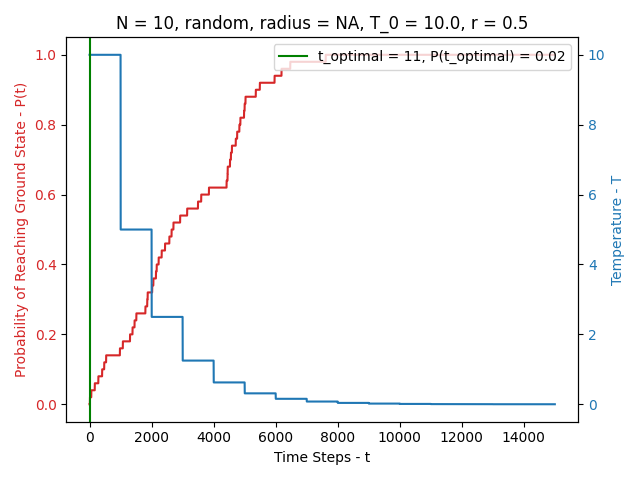 N = 10, random, radius = NA, T_0 = 10.0, r = 0.5
t_optimal = 11, P(t_optimal) = 0.02
Probability of Reaching Ground State - P(t)
1.0
0.8
0.6
0.4
0.2
0.0
10
8
6
4
2
0
Temperature - T
0 2000 4000 6000 8000 10000 12000 14000
Time Steps - t